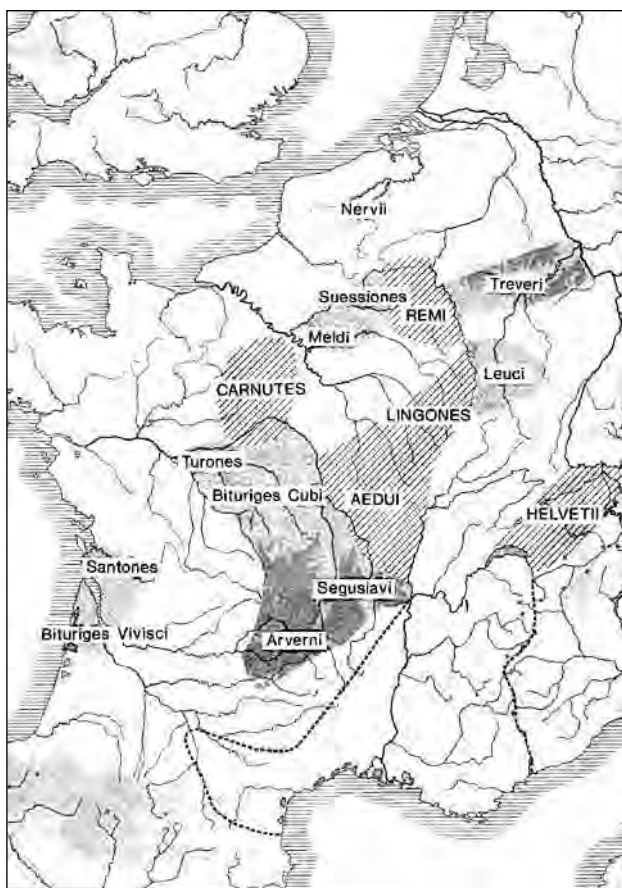 Nervii
Treveri
Suessiones
REMI
Meldi
Leuci
CARNUTES
LINGONES
Turones
Bituriges Cubi
AEDUI
HELVETII
Santones
Segusiavi
Bituriges Vivisci
Arverni